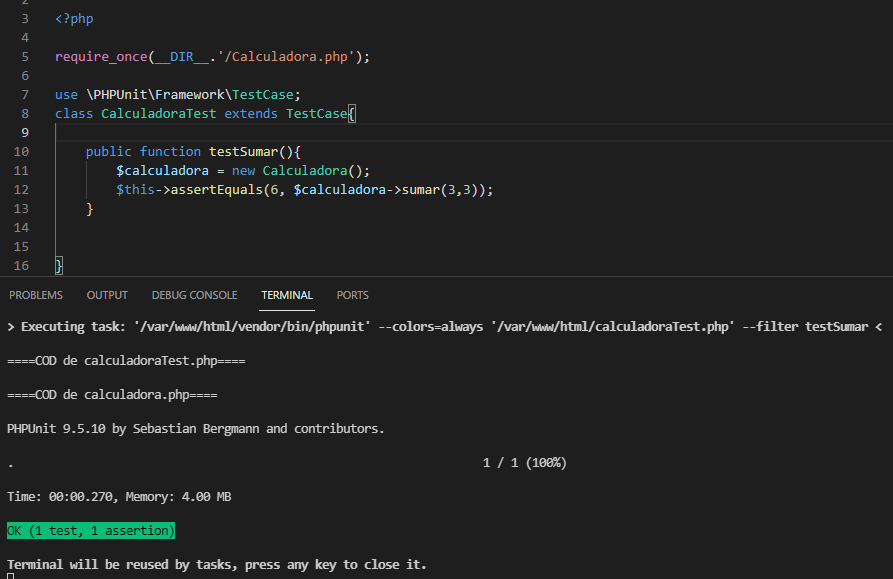 2
3 <?php
4
5 require_once(__DIR__.'/Calculadora.php');
6
7 use \PHPUnit\Framework\TestCase;
8 class CalculadoraTest extends TestCase{
9
10 public function testSumar(){
11 $calculadora = new Calculadora();
12 $this->assertEquals(6, $calculadora->sumar(3,3));
13 }
14
15
16 }
PROBLEMS OUTPUT DEBUG CONSOLE TERMINAL PORTS
> Executing task: '/var/www/html/vendor/bin/phpunit' --colors=always '/var/www/html/calculadoraTest.php' --filter testSumar <
====COD de calculadoraTest.php====
====COD de calculadora.php====
PHPUnit 9.5.10 by Sebastian Bergmann and contributors.
. 1 / 1 (100%)
Time: 00:00.270, Memory: 4.00 MB
OK (1 test, 1 assertion)
Terminal will be reused by tasks, press any key to close it.